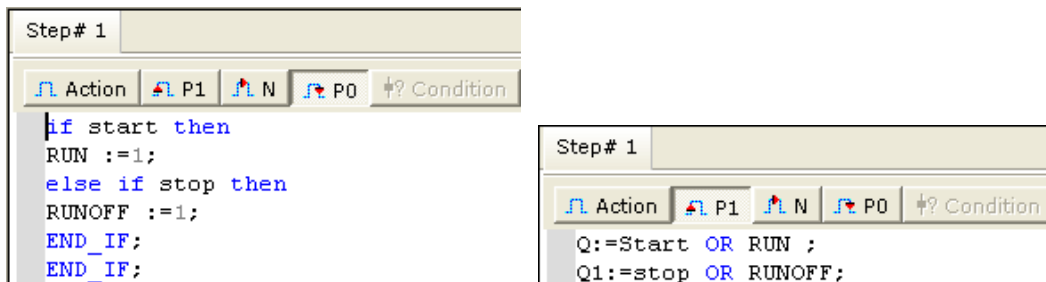 Step# 1
Action P1 N P0 ? Condition
if start then
RUN :=1;
else if stop then
RUNOFF :=1;
END_IF;
END_IF;
Step# 1
Action P1 N P0 ? Condition
Q:=Start OR RUN ;
Q1:=stop OR RUNOFF;